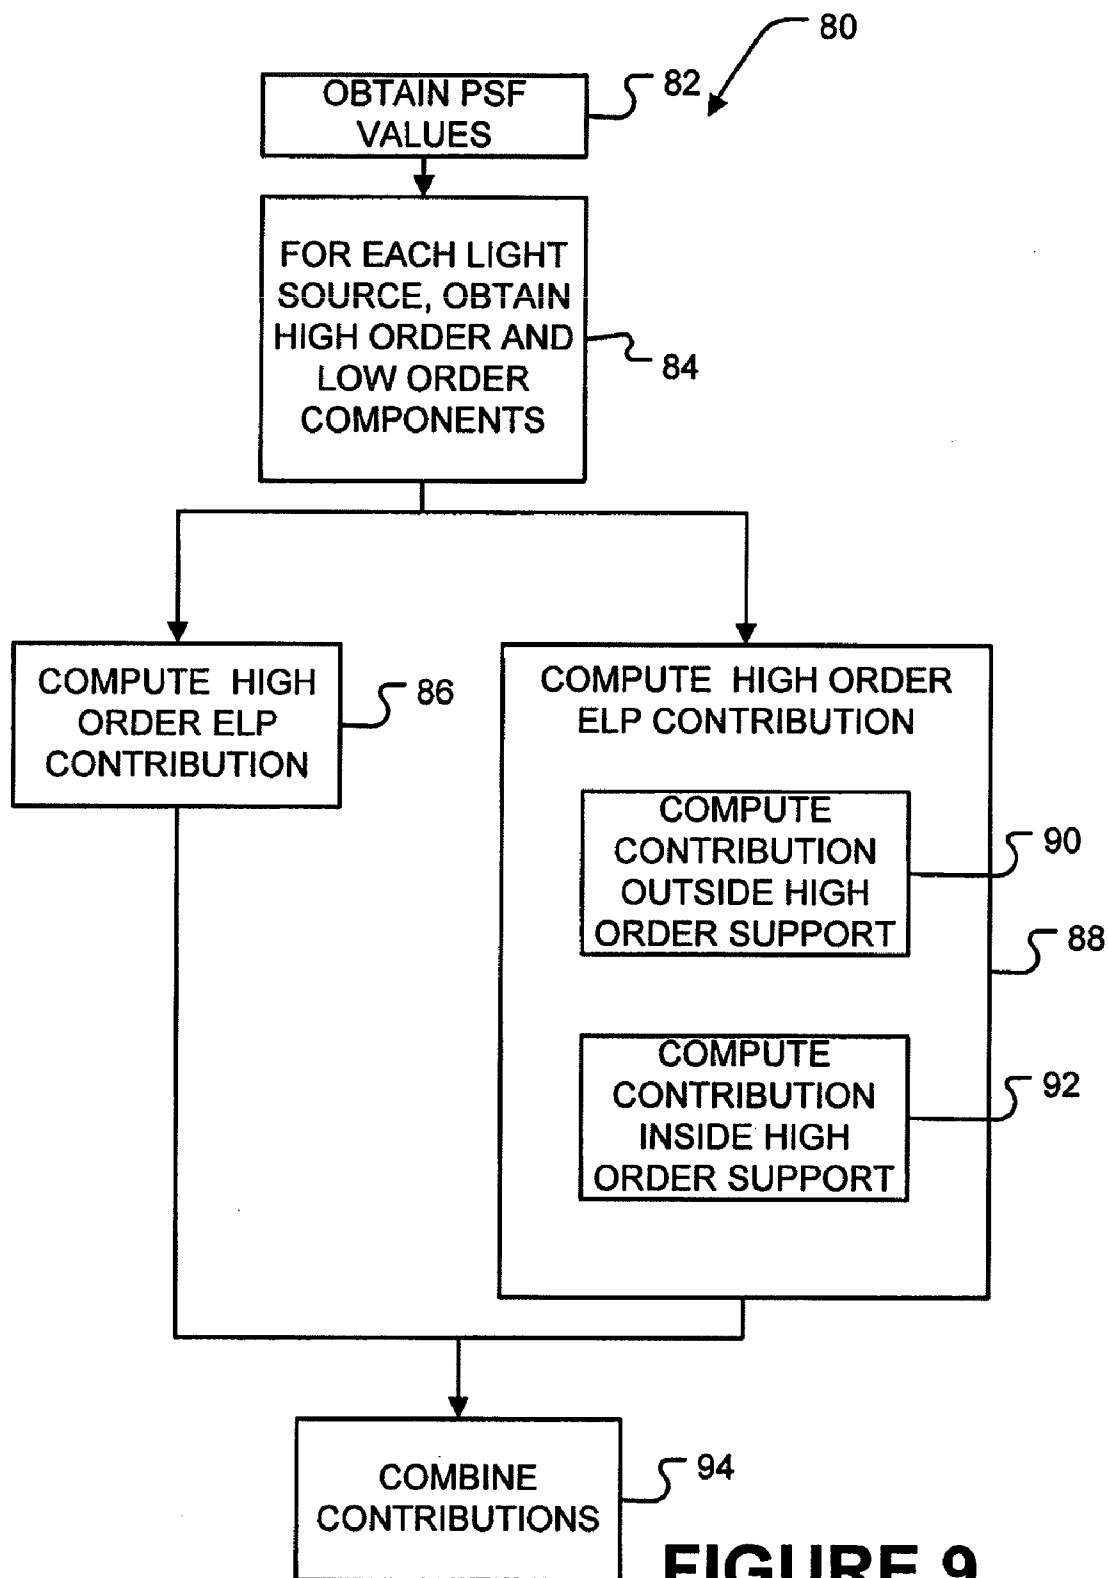 80
OBTAIN PSF
VALUES
82
FOR EACH LIGHT
SOURCE, OBTAIN
HIGH ORDER AND
LOW ORDER
COMPONENTS
84
COMPUTE HIGH
ORDER ELP
CONTRIBUTION
86
COMPUTE HIGH ORDER
ELP CONTRIBUTION
COMPUTE
CONTRIBUTION
OUTSIDE HIGH
ORDER SUPPORT
90
88
COMPUTE
CONTRIBUTION
INSIDE HIGH
ORDER SUPPORT
92
COMBINE
CONTRIBUTIONS
94
FIGURE 9